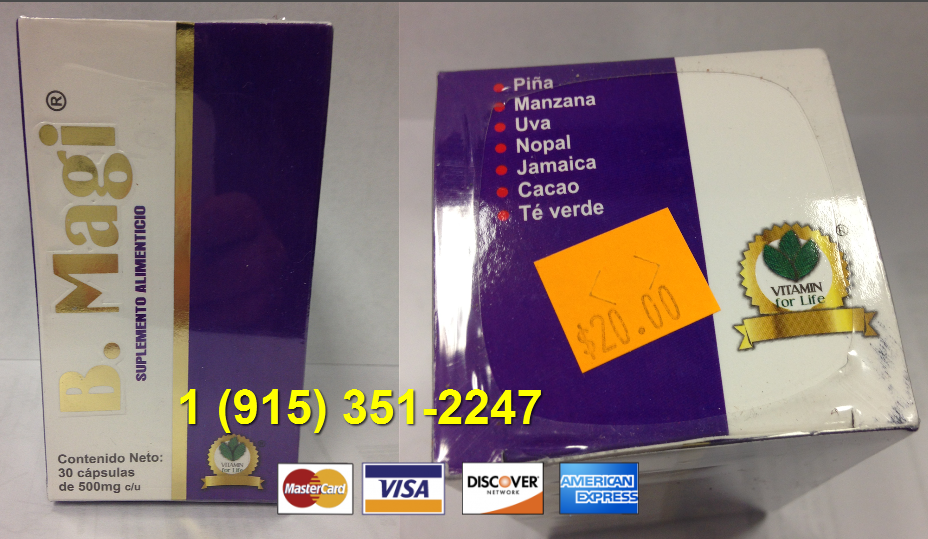 B. Magi®
SUPLEMENTO ALIMENTICIO
Contenido Neto:
30 cápsulas
de 500mg c/u
VITAMIN
for Life
Piña
Manzana
Uva
Nopal
Jamaica
Cacao
Té verde
$20.00
VITAMIN
for Life
®
1 (915) 351-2247
MasterCard
VISA
DISCOVER
NETWORK
AMERICAN
EXPRESS